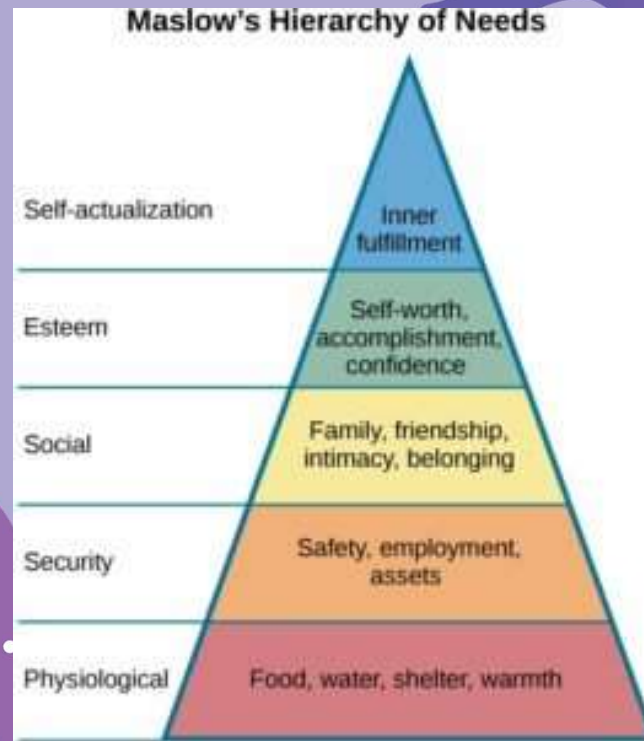 Maslow's Hierarchy of Needs
Self-actualization
Inner
fulfillment
Esteem
Self-worth,
accomplishment,
confidence
Social
Family, friendship,
intimacy, belonging
Security
Safety, employment,
assets
Physiological
Food, water, shelter, warmth